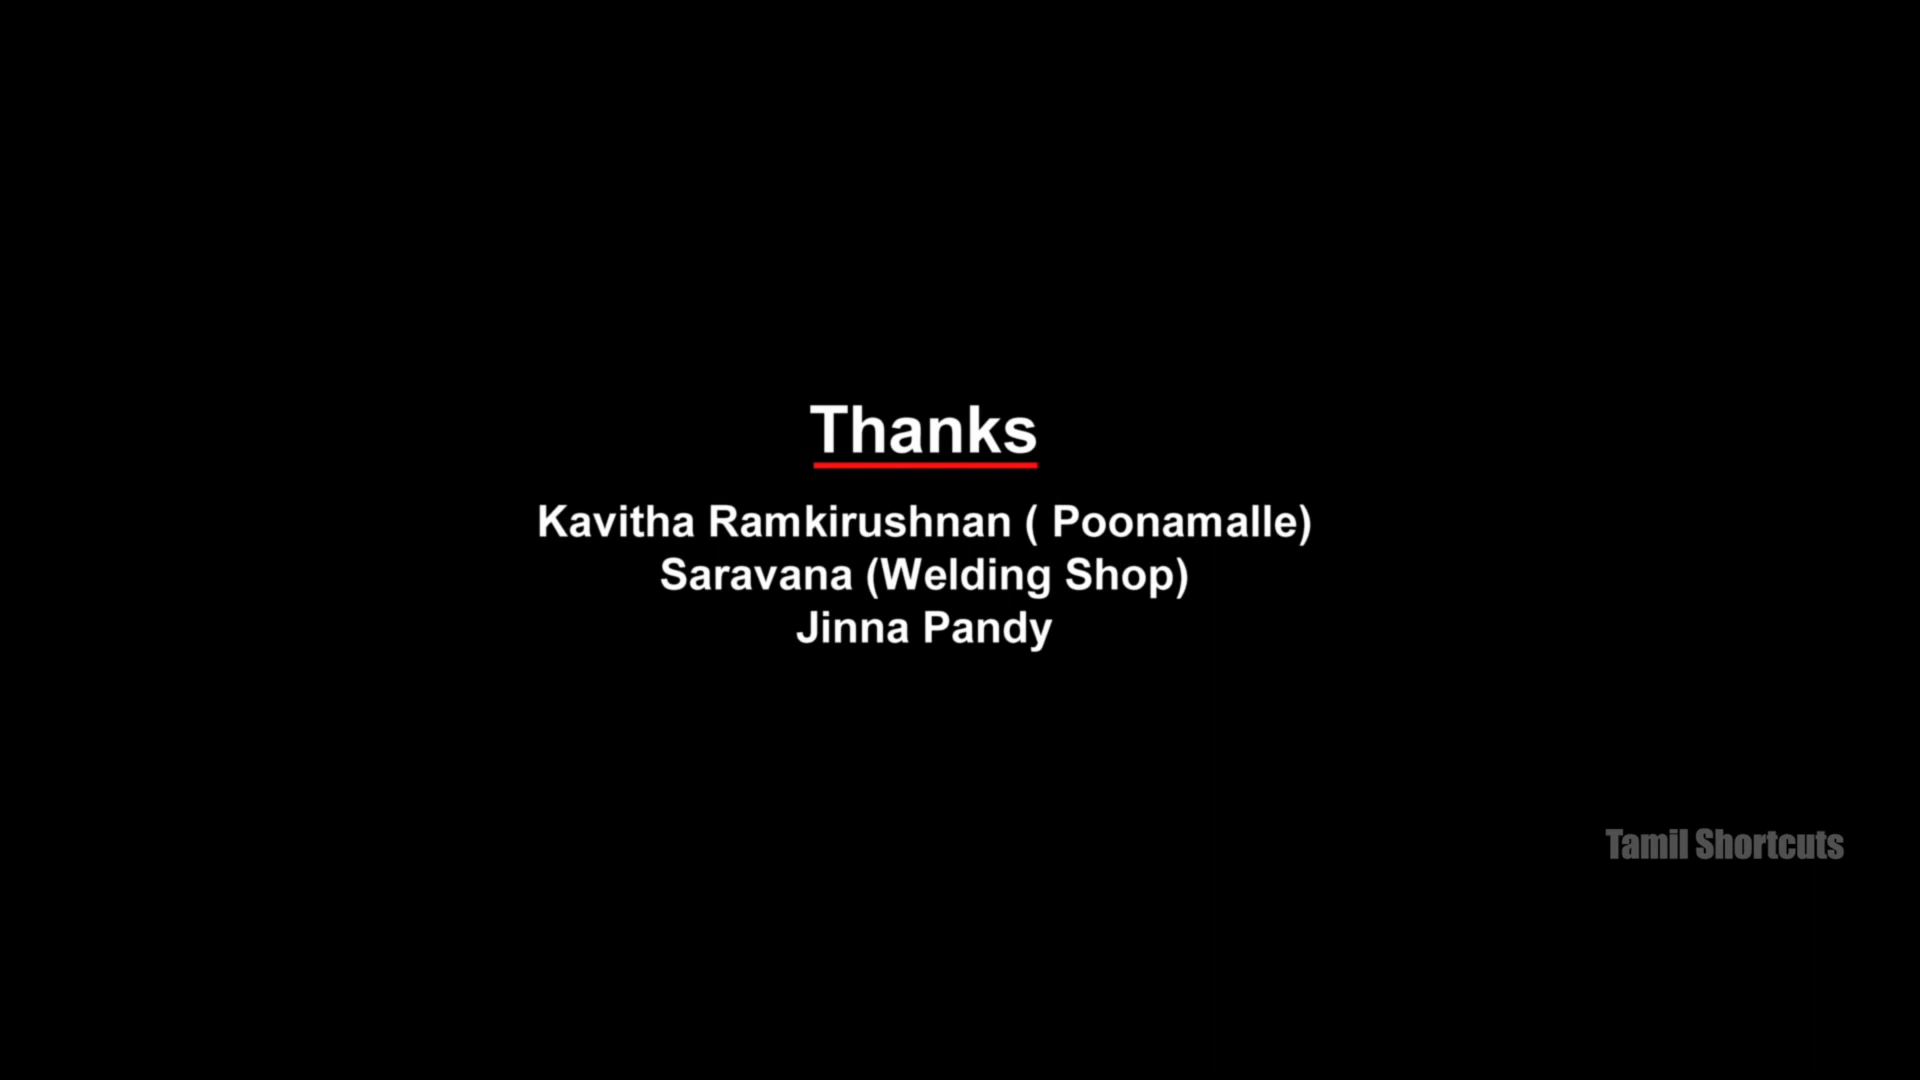 Thanks
Kavitha Ramkirushnan ( Poonamalle)
Saravana (Welding Shop)
Jinna Pandy
Tamil Shortcuts